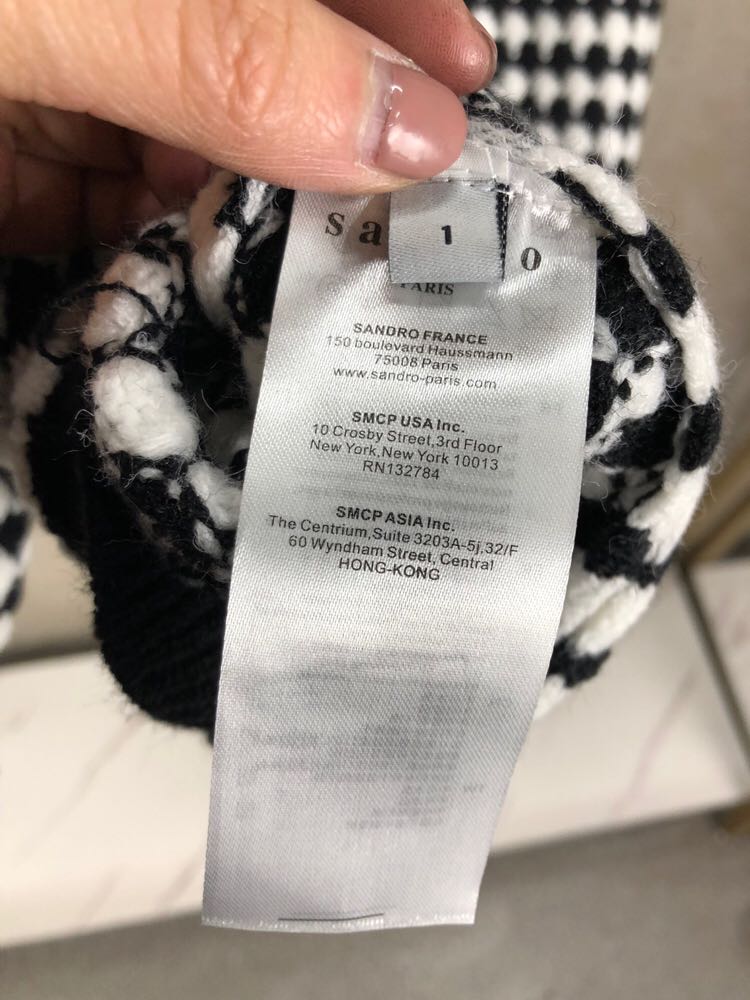 sa
1
o
PARIS
SANDRO FRANCE
150 boulevard Haussmann
75008 Paris
www.sandro-paris.com
SMCP USA Inc.
10 Crosby Street,3rd Floor
New York,New York 10013
RN132784
SMCP ASIA Inc.
The Centrium,Suite 3203A-5j,32/F
60 Wyndham Street, Central
HONG-KONG